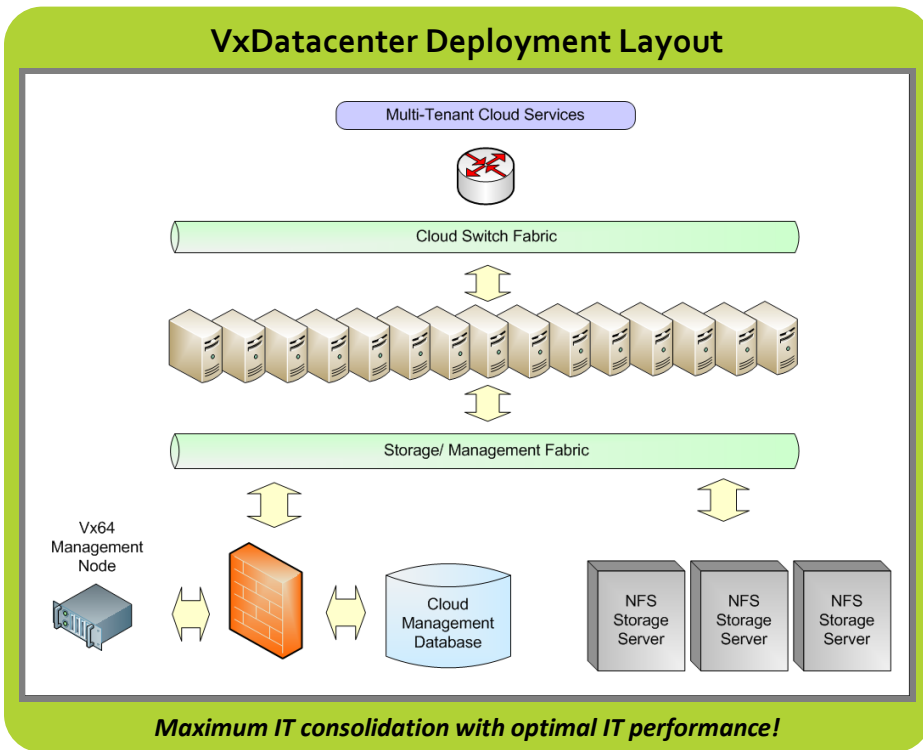 VxDatacenter Deployment Layout
Multi-Tenant Cloud Services
Cloud Switch Fabric
Storage/ Management Fabric
Vx64
Management
Node
Cloud
Management
Database
NFS
Storage
Server
NFS
Storage
Server
NFS
Storage
Server
Maximum IT consolidation with optimal IT performance!